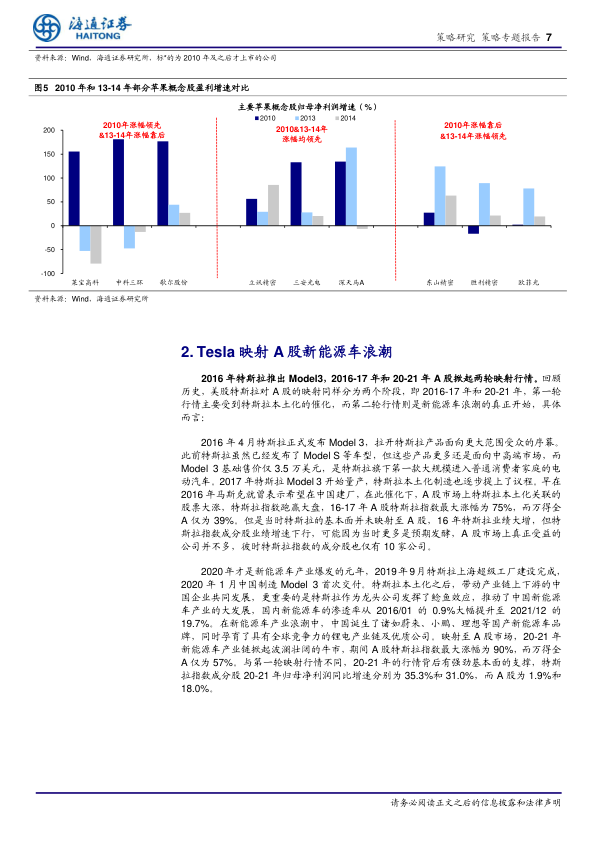 海通证券
HAITONG
策略研究 策略专题报告 7
资料来源：Wind，海通证券研究所，标*的为 2010 年及之后才上市的公司
图5 2010 年和 13-14 年部分苹果概念股盈利增速对比
主要苹果概念股归母净利润增速（%）
2010 2013 2014
2010年涨幅领先
&13-14年涨幅靠后
2010&13-14年
涨幅均领先
2010年涨幅靠后
&13-14年涨幅领先
200
150
100
50
0
-50
-100
莱宝高科 中科三环 歌尔股份 立讯精密 三安光电 深天马A 东山精密 胜利精密 欧菲光
资料来源：Wind，海通证券研究所
2. Tesla 映射 A 股新能源车浪潮
2016 年特斯拉推出 Model3，2016-17 年和 20-21 年 A 股掀起两轮映射行情。回顾
历史，美股特斯拉对 A 股的映射同样分为两个阶段，即 2016-17 年和 20-21 年，第一轮
行情主要受到特斯拉本土化的催化，而第二轮行情则是新能源车浪潮的真正开始，具体
而言：
2016 年 4 月特斯拉正式发布 Model 3，拉开特斯拉产品面向更大范围受众的序幕。
此前特斯拉虽然已经发布了 Model S 等车型，但这些产品更多还是面向中高端市场，而
Model 3 基础售价仅 3.5 万美元，是特斯拉旗下第一款大规模进入普通消费者家庭的电
动汽车。2017 年特斯拉 Model 3 开始量产，特斯拉本土化制造也逐步提上了议程。早在
2016 年马斯克就曾表示希望在中国建厂，在此催化下，A 股市场上特斯拉本土化关联的
股票大涨，特斯拉指数跑赢大盘，16-17 年 A 股特斯拉指数最大涨幅为 75%，而万得全
A 仅为 39%。但是当时特斯拉的基本面并未映射至 A 股，16 年特斯拉业绩大增，但特
斯拉指数成分股业绩增速下行，可能因为当时更多是预期发酵，A 股市场上真正受益的
公司并不多，彼时特斯拉指数的成分股也仅有 10 家公司。
2020 年才是新能源车产业爆发的元年，2019 年 9 月特斯拉上海超级工厂建设完成，
2020 年 1 月中国制造 Model 3 首次交付。特斯拉本土化之后，带动产业链上下游的中
国企业共同发展，更重要的是特斯拉作为龙头公司发挥了鲶鱼效应，推动了中国新能源
车产业的大发展，国内新能源车的渗透率从 2016/01 的 0.9%大幅提升至 2021/12 的
19.7%。在新能源车产业浪潮中，中国诞生了诸如蔚来、小鹏、理想等国产新能源车品
牌，同时孕育了具有全球竞争力的锂电产业链及优质公司。映射至 A 股市场，20-21 年
新能源车产业链掀起波澜壮阔的牛市，期间 A 股特斯拉指数最大涨幅为 90%，而万得全
A 仅为 57%。与第一轮映射行情不同，20-21 年的行情背后有强劲基本面的支撑，特斯
拉指数成分股 20-21 年归母净利润同比增速分别为 35.3%和 31.0%，而 A 股为 1.9%和
18.0%。
请务必阅读正文之后的信息披露和法律声明